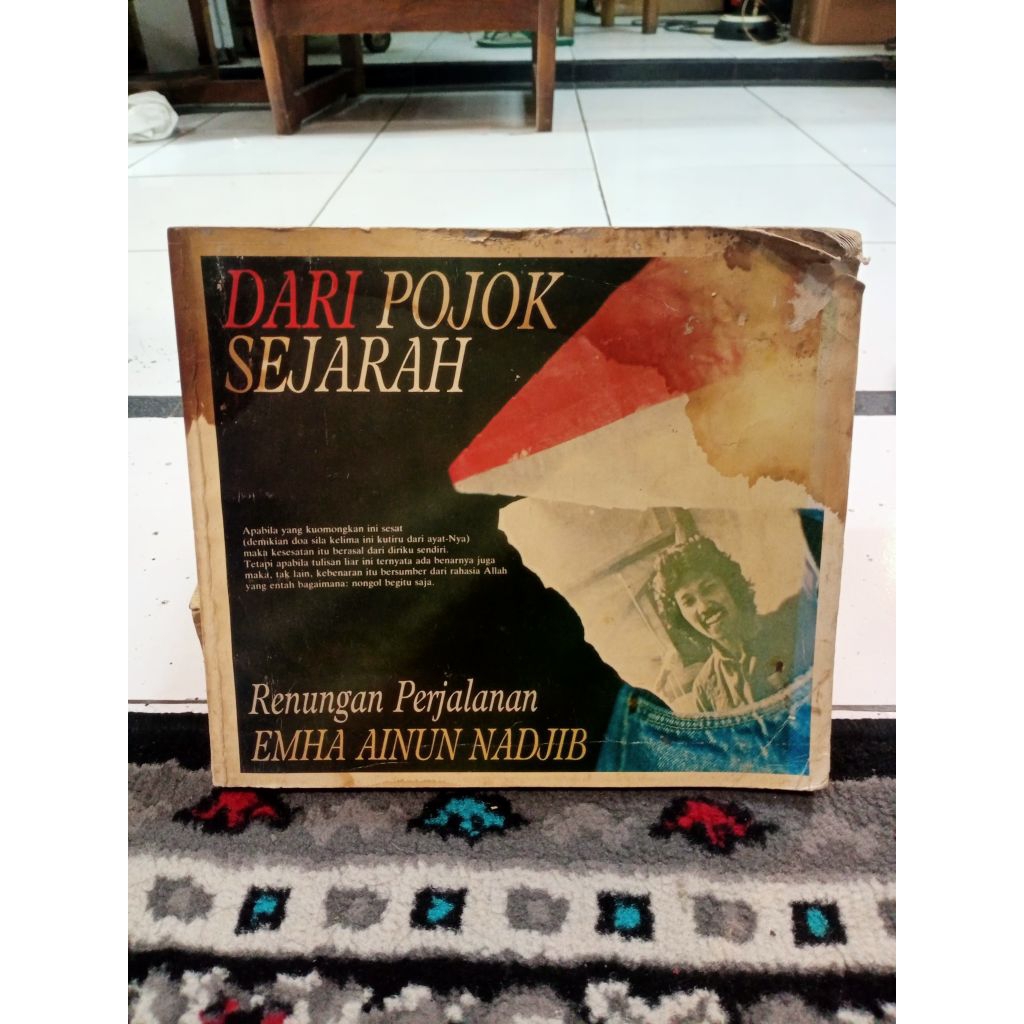 DARI POJOK
SEJARAH
Apabila yang kuomongkan ini sesat
(demikian doa sila kelima ini kutiru dari ayat-Nya)
maka kesesatan itu berasal dari diriku sendiri.
Tetapi apabila tulisan liar ini ternyata ada benarnya juga
maka, tak lain, kebenaran itu bersumber dari rahasia Allah
yang entah bagaimana: nongol begitu saja.
Renungan Perjalanan
EMHA AINUN NADJIB